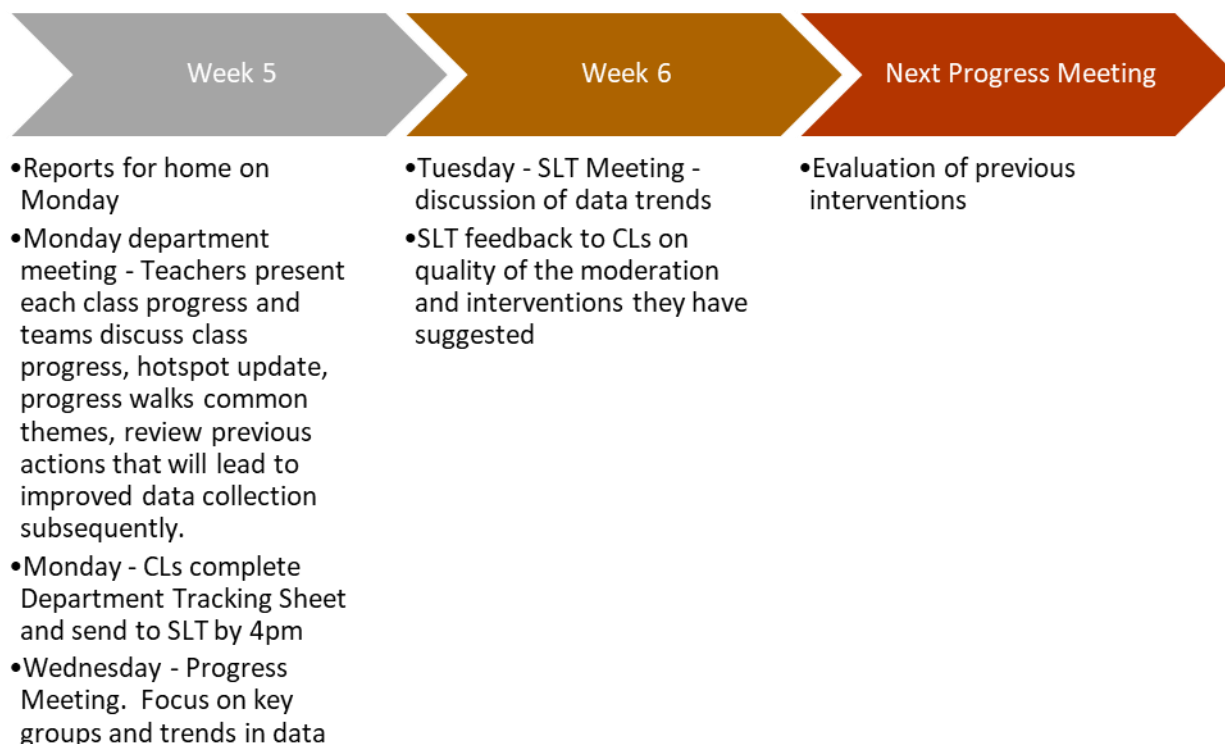 Week 5
•Reports for home on
Monday
•Monday department
meeting - Teachers present
each class progress and
teams discuss class
progress, hotspot update,
progress walks common
themes, review previous
actions that will lead to
improved data collection
subsequently.
•Monday - CLs complete
Department Tracking Sheet
and send to SLT by 4pm
•Wednesday - Progress
Meeting. Focus on key
groups and trends in data
Week 6
•Tuesday - SLT Meeting -
discussion of data trends
•SLT feedback to CLs on
quality of the moderation
and interventions they have
suggested
Next Progress Meeting
•Evaluation of previous
interventions